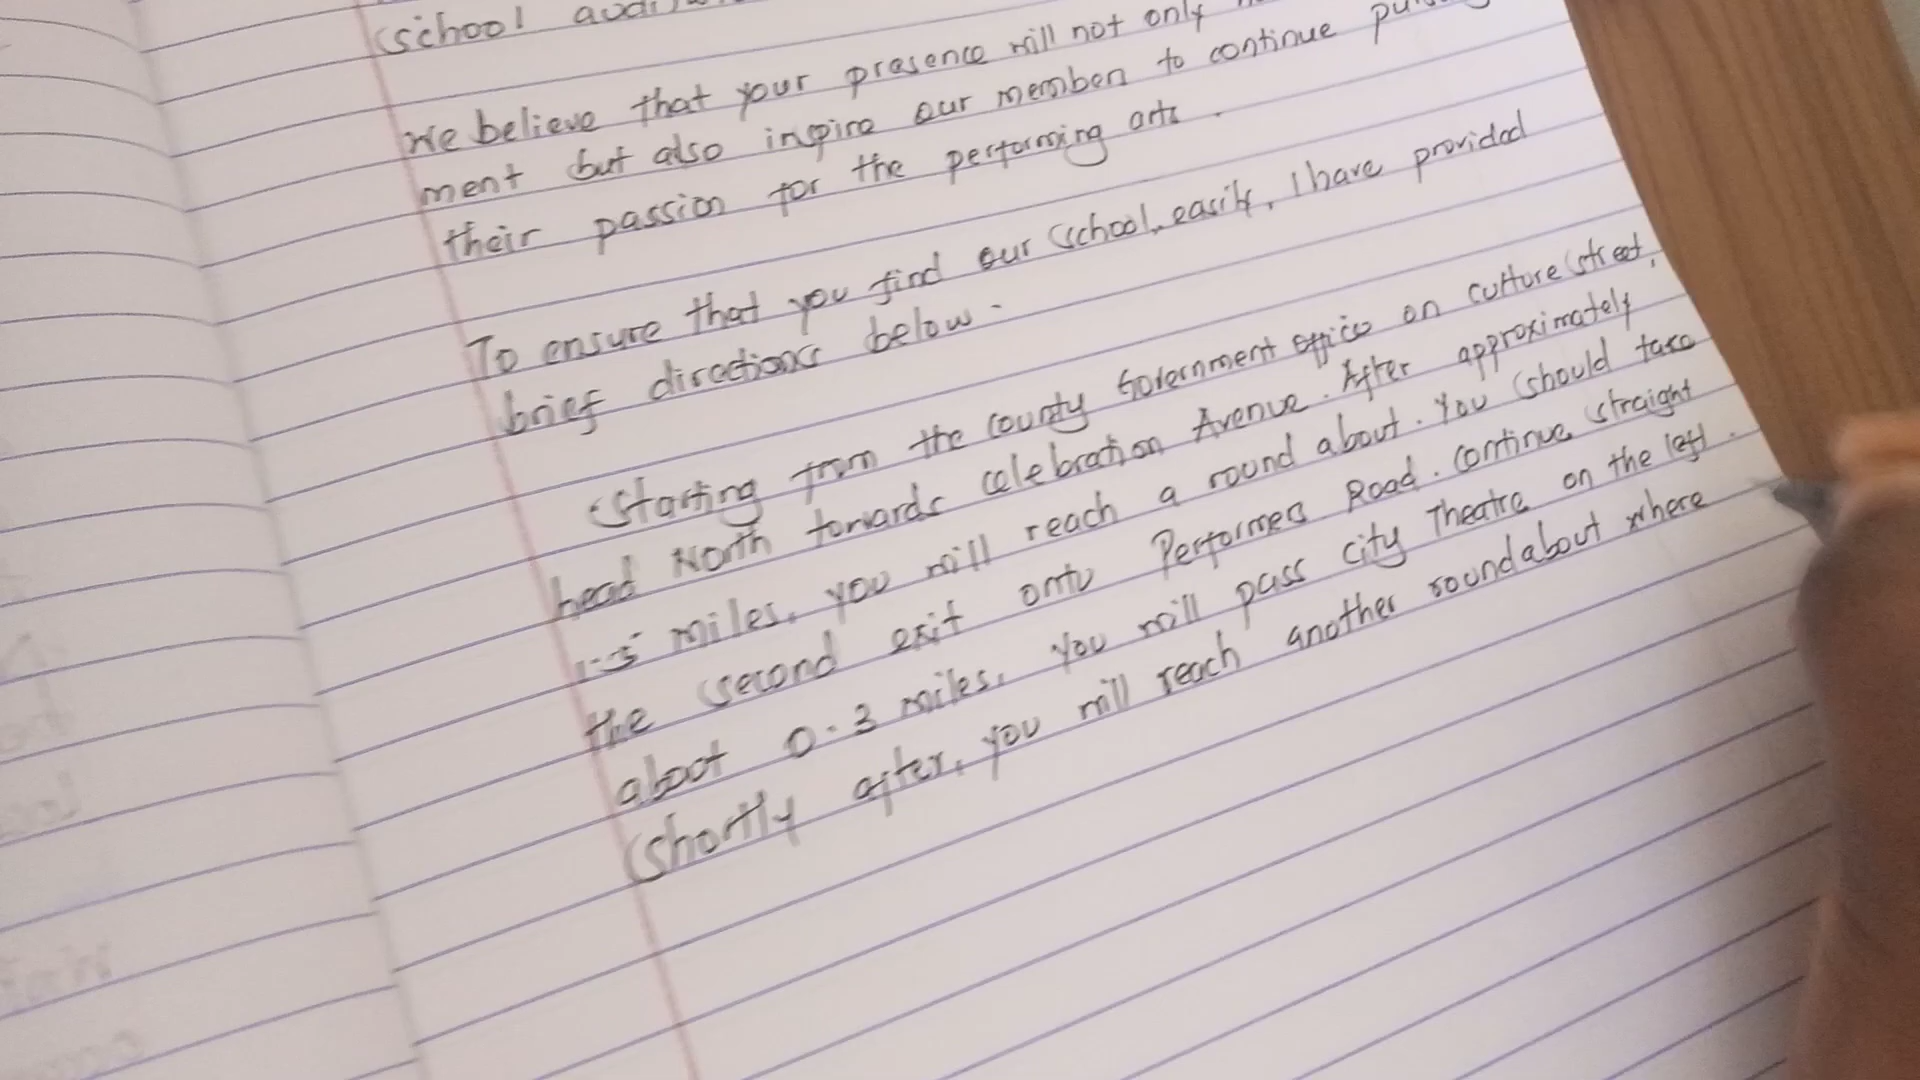 School
We believe that your presence will not only
ment but also inspire our members to continue
their passion for the performing arts.
To ensure that you find our school, easily, I have provided
brief directions below.
Starting from the County Government office on culture street,
head North towards celebration Avenue. After approximately
1.5 miles, you will reach a round about. You should take
the second exit onto Performers Road. Continue straight
about 0.3 miles, you will pass City Theatre on the left.
Shortly after, you will reach another roundabout where